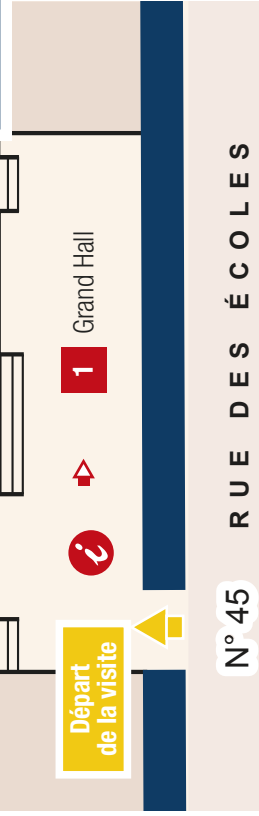 Grand Hall
1
i
Départ
de la visite
N° 45
RUE DES ÉCOLES